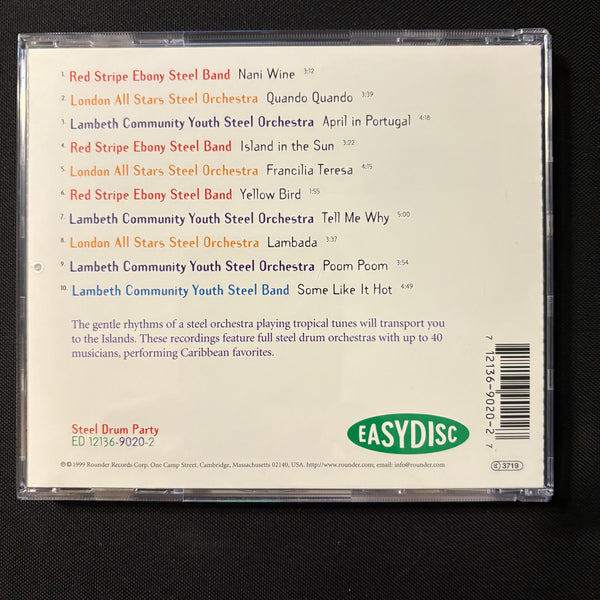 1. Red Stripe Ebony Steel Band Nani Wine 3:12
2. London All Stars Steel Orchestra Quando Quando 3:39
3. Lambeth Community Youth Steel Orchestra April in Portugal 4:18
4. Red Stripe Ebony Steel Band Island in the Sun 3:22
5. London All Stars Steel Orchestra Francilia Teresa 4:15
6. Red Stripe Ebony Steel Band Yellow Bird 1:55
7. Lambeth Community Youth Steel Orchestra Tell Me Why 5:00
8. London All Stars Steel Orchestra Lambada 3:37
9. Lambeth Community Youth Steel Orchestra Poom Poom 3:54
10. Lambeth Community Youth Steel Band Some Like It Hot 4:49
The gentle rhythms of a steel orchestra playing tropical tunes will transport you
to the Islands. These recordings feature full steel drum orchestras with up to 40
musicians, performing Caribbean favorites.
7 12136-9020-2 7
Steel Drum Party
ED 12136-9020-2
EASYDISC
℗ © 1999 Rounder Records Corp. One Camp Street, Cambridge, Massachusetts 02140, USA. http://www.rounder.com; email: info@rounder.com
3719